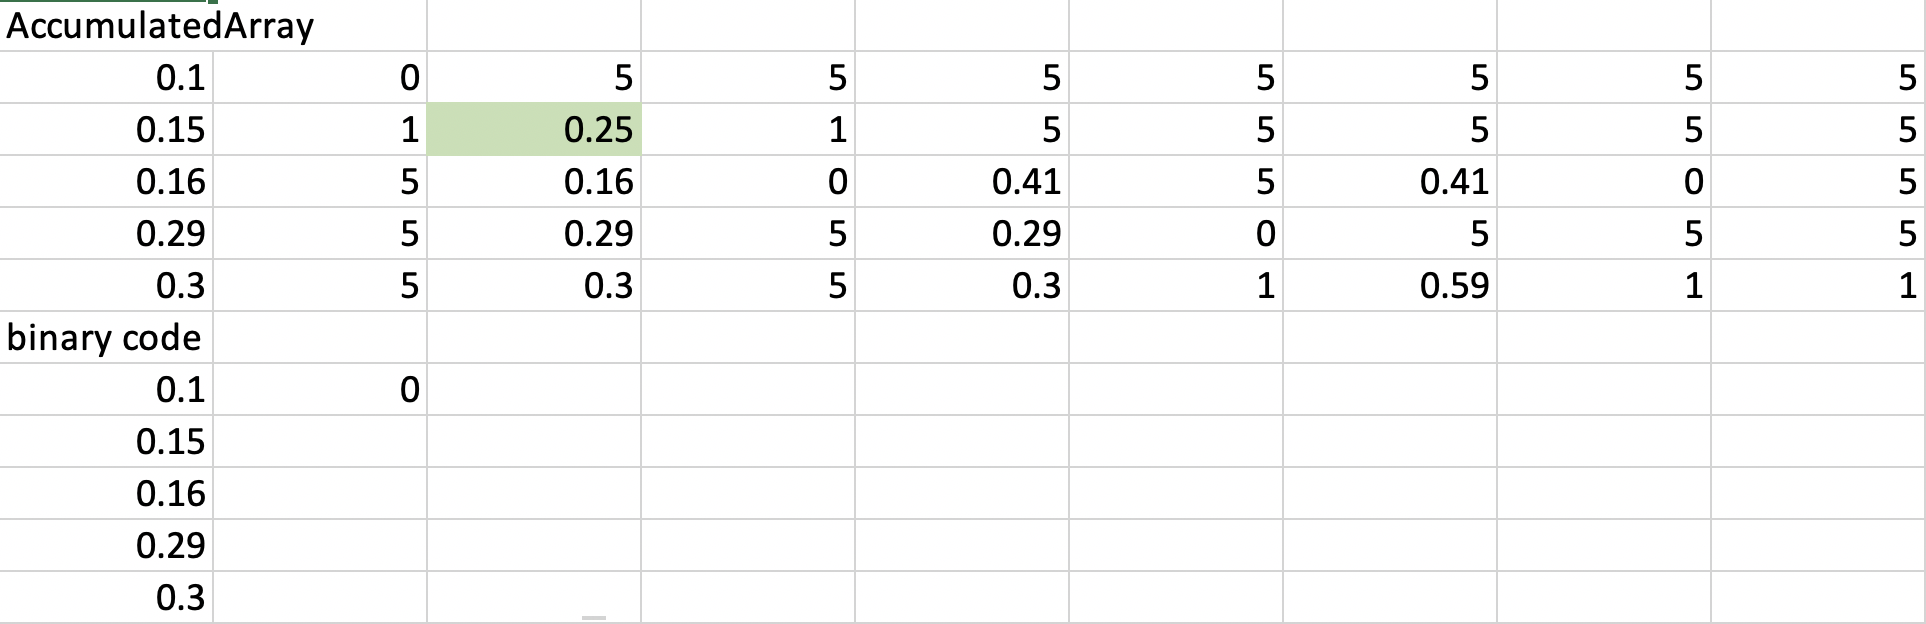 AccumulatedArray
0.1 0 5 5 5 5 5 5 5
0.15 1 0.25 1 5 5 5 5 5
0.16 5 0.16 0 0.41 5 0.41 0 5
0.29 5 0.29 5 0.29 0 5 5 5
0.3 5 0.3 5 0.3 1 0.59 1 1
binary code
0.1 0
0.15
0.16
0.29
0.3